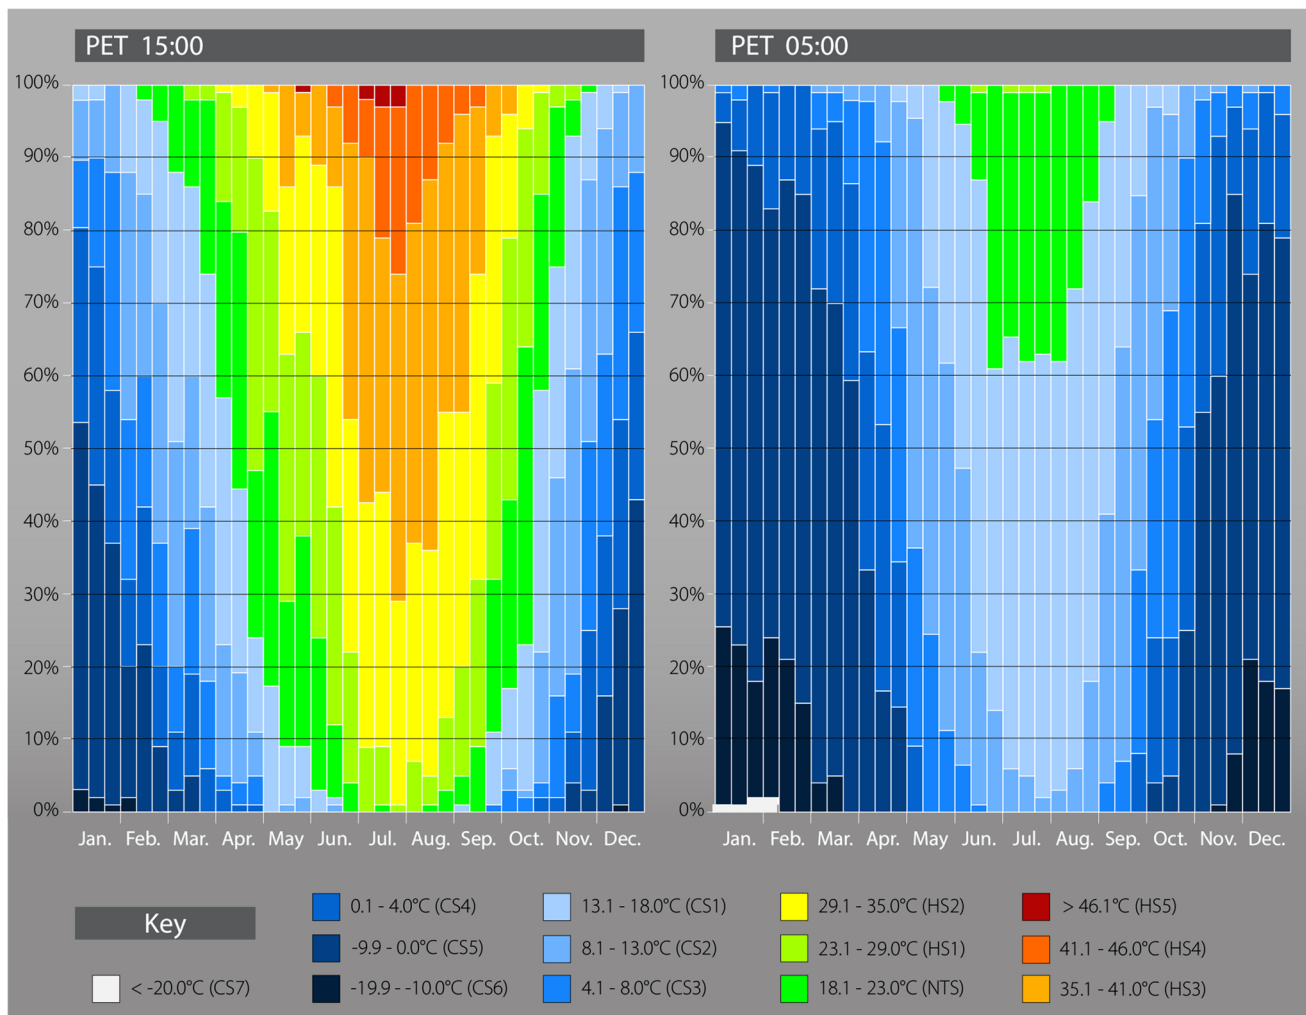 PET 15:00
PET 05:00
100% 100%
90% 90%
80% 80%
70% 70%
60% 60%
50% 50%
40% 40%
30% 30%
20% 20%
10% 10%
0% 0%
Jan. Feb. Mar. Apr. May Jun. Jul. Aug. Sep. Oct. Nov. Dec.
Jan. Feb. Mar. Apr. May Jun. Jul. Aug. Sep. Oct. Nov. Dec.
Key
0.1 - 4.0°C (CS4) 13.1 - 18.0°C (CS1) 29.1 - 35.0°C (HS2) > 46.1°C (HS5)
-9.9 - 0.0°C (CS5) 8.1 - 13.0°C (CS2) 23.1 - 29.0°C (HS1) 41.1 - 46.0°C (HS4)
< -20.0°C (CS7) -19.9 - -10.0°C (CS6) 4.1 - 8.0°C (CS3) 18.1 - 23.0°C (NTS) 35.1 - 41.0°C (HS3)